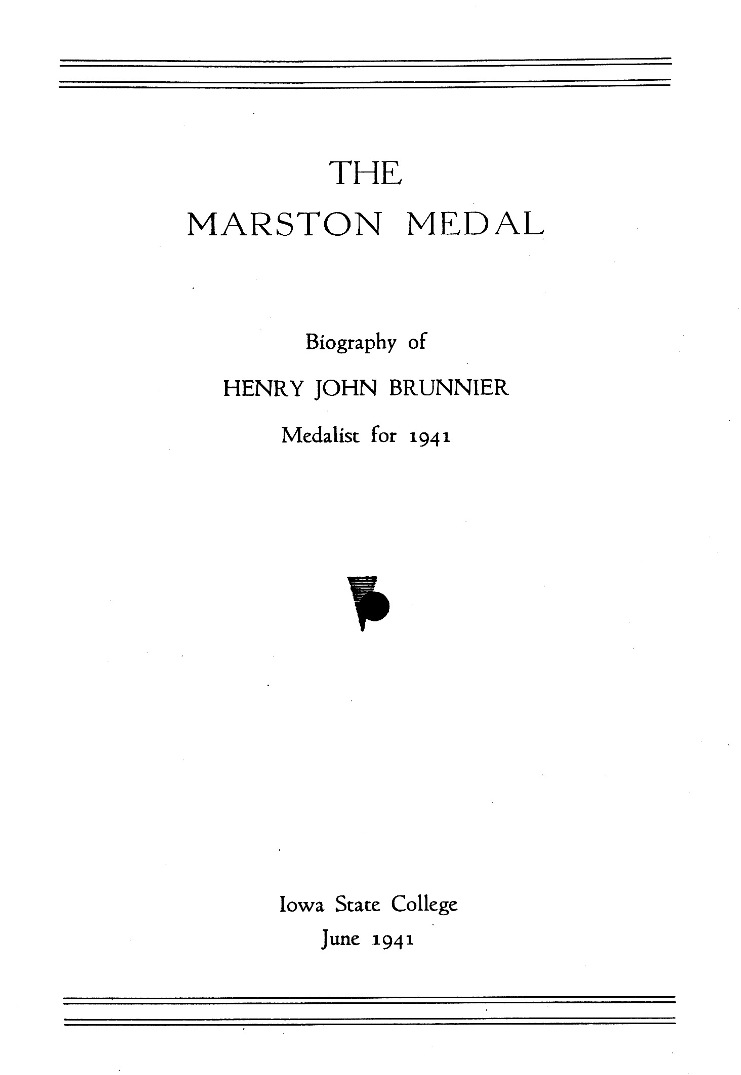 THE
MARSTON MEDAL
Biography of
HENRY JOHN BRUNNIER
Medalist for 1941
Iowa State College
June 1941